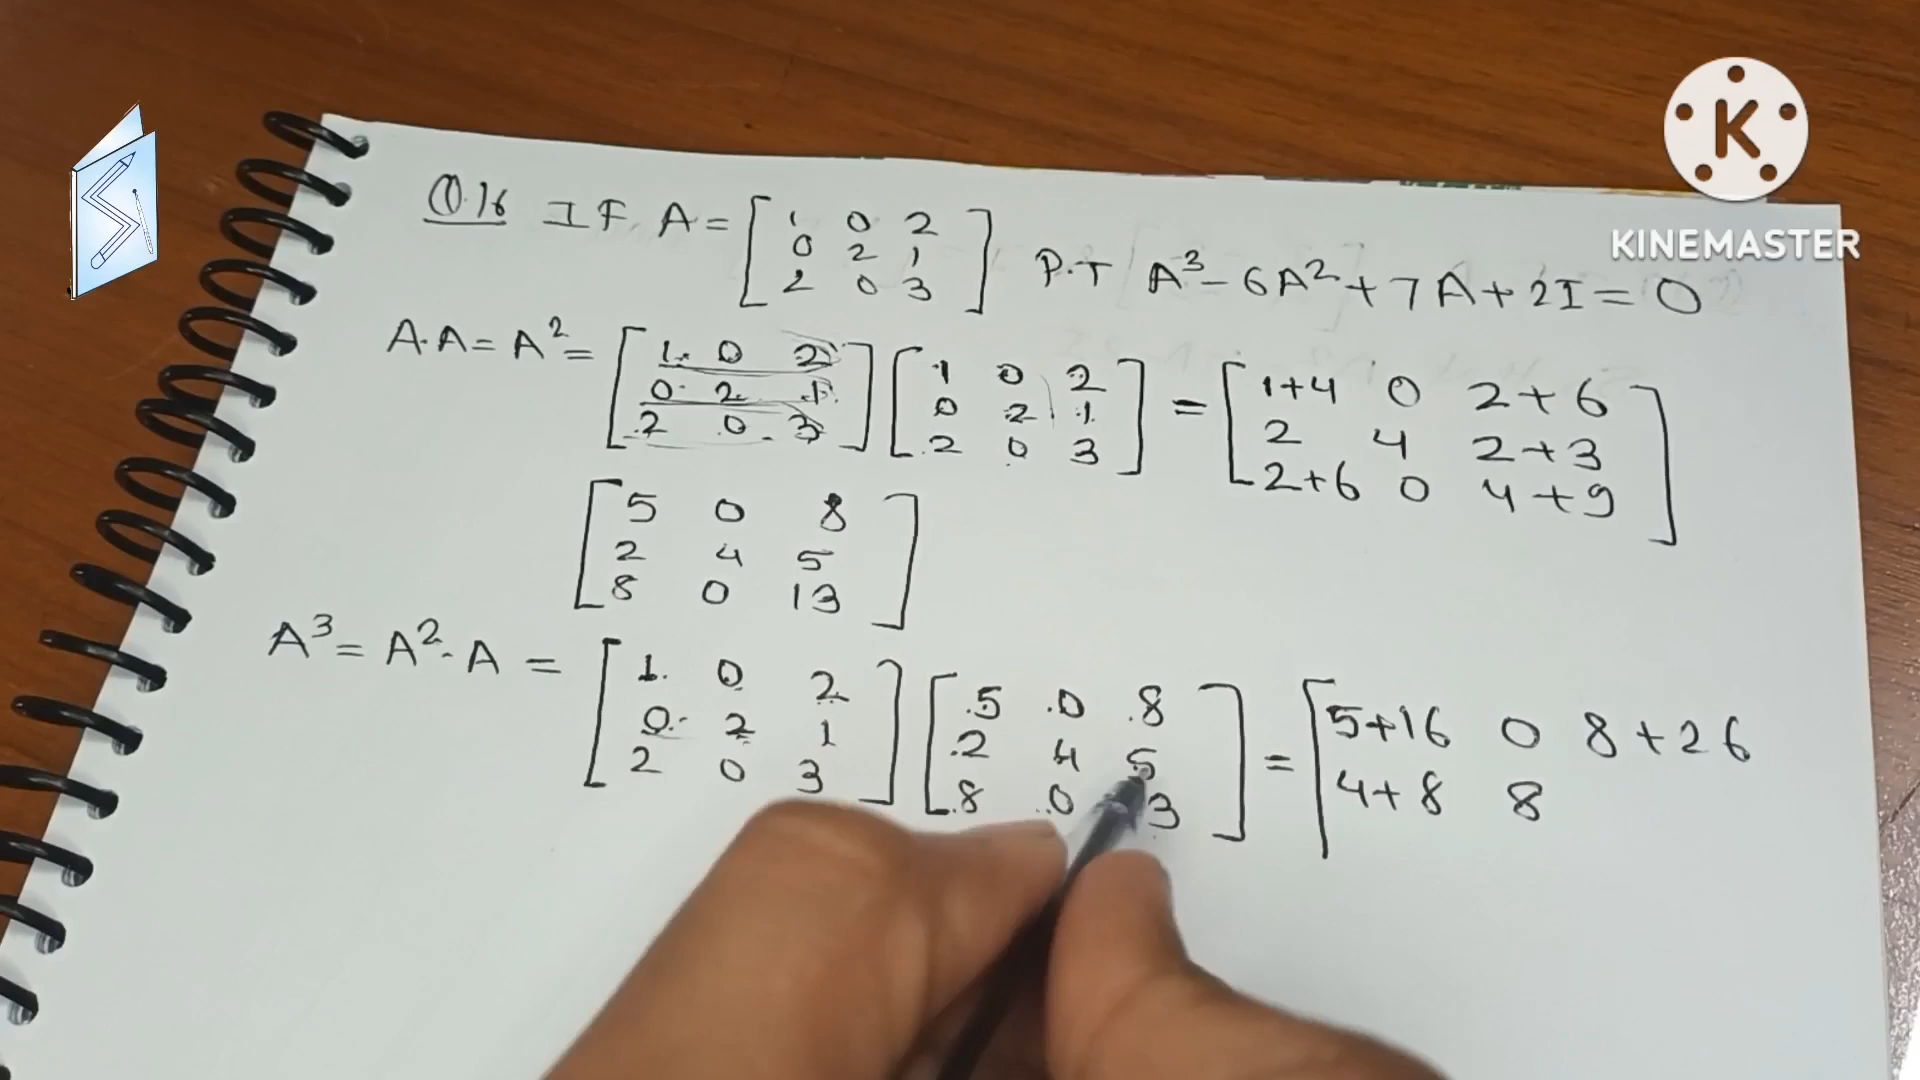 K
KINEMASTER
Q.16 IF A = [1 0 2
0 2 1
2 0 3] P.T A³ - 6A² + 7A + 2I = 0
A·A = A² = [1 0 2
0 2 1
2 0 3] [1 0 2
0 2 1
2 0 3] = [1+4 0 2+6
2 4 2+3
2+6 0 4+9]
[5 0 8
2 4 5
8 0 13]
A³ = A²·A = [1 0 2
0 2 1
2 0 3] [5 0 8
2 4 5
8 0 3] = [5+16 0 8+26
4+8 8